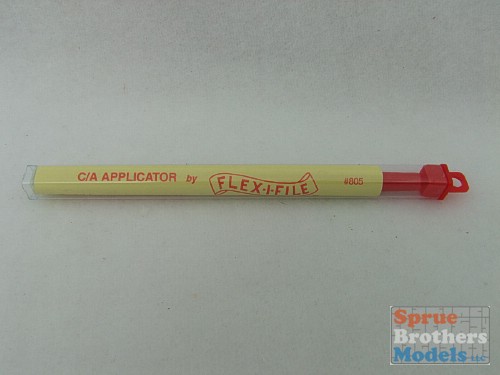 C/A APPLICATOR by FLEX-I-FILE #805
Sprue
Brothers
Models LLC